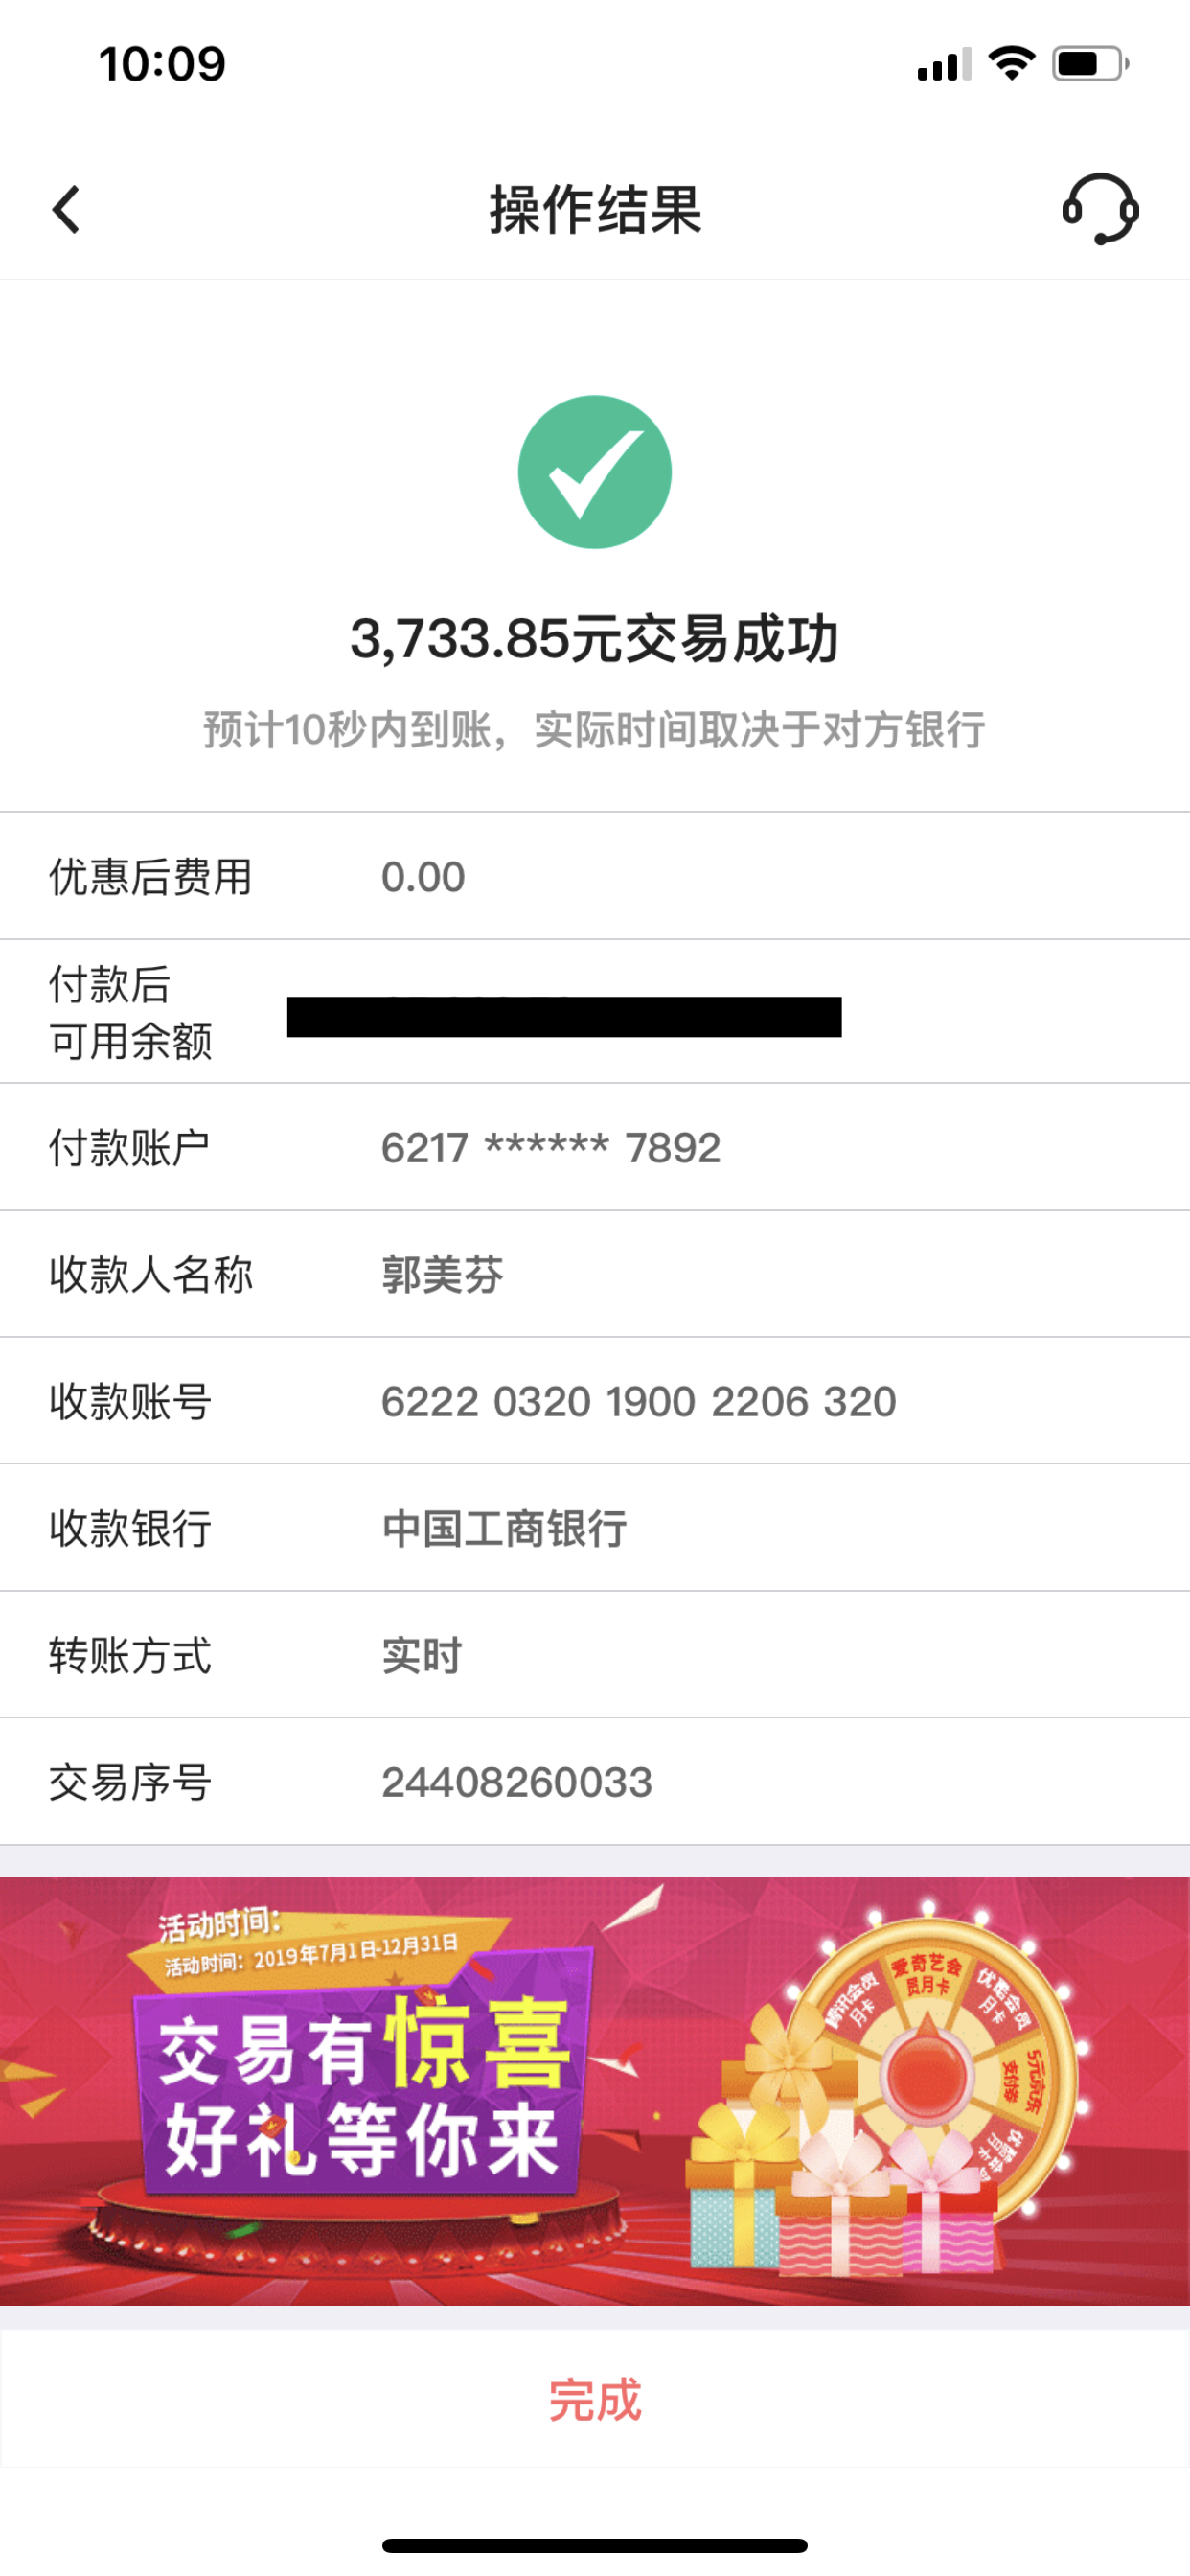 10:09
操作结果
3,733.85元交易成功
预计10秒内到账，实际时间取决于对方银行
优惠后费用 0.00
付款后
可用余额
付款账户 6217 ****** 7892
收款人名称 郭美芬
收款账号 6222 0320 1900 2206 320
收款银行 中国工商银行
转账方式 实时
交易序号 24408260033
活动时间：
活动时间：2019年7月1日-12月31日
交易有惊喜
好礼等你来
腾讯会员
月卡
爱奇艺会
员月卡
优酷会员
月卡
5元京东
支付券
完成